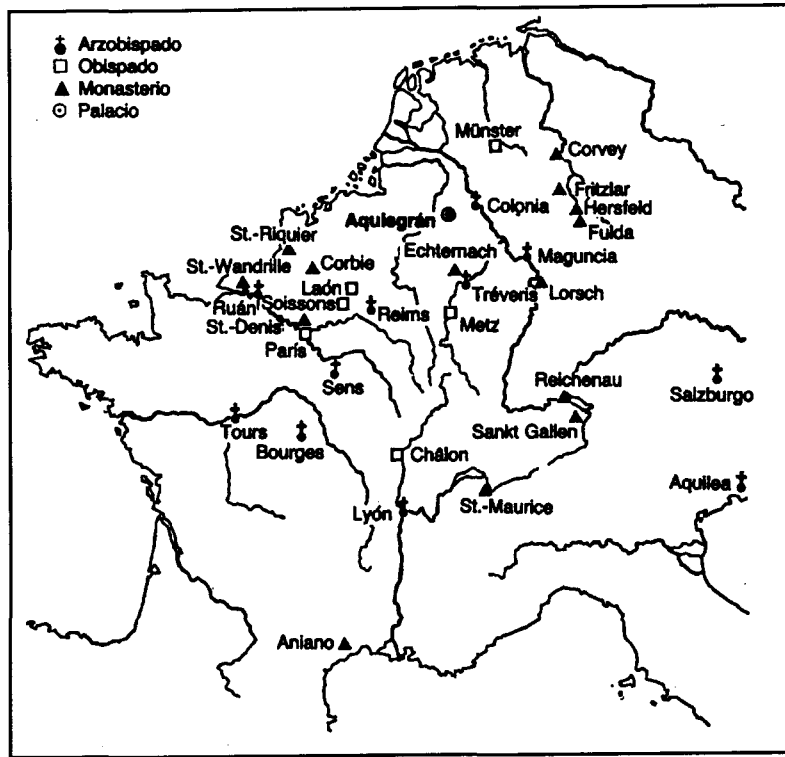 Arzobispado
Obispado
Monasterio
Palacio
Münster
Corvey
Fritzlar
Colonia
Hersfeld
Aquisgrán
Fulda
St.-Riquier
Echternach
Maguncia
St.-Wandrille
Corbie
Laón
Tréveris
Lorsch
Ruán
Soissons
Reims
St.-Denis
Metz
París
Sens
Reichenau
Salzburgo
Tours
Sankt Gallen
Bourges
Châlon
Aquilea
Lyón
St.-Maurice
Aniano